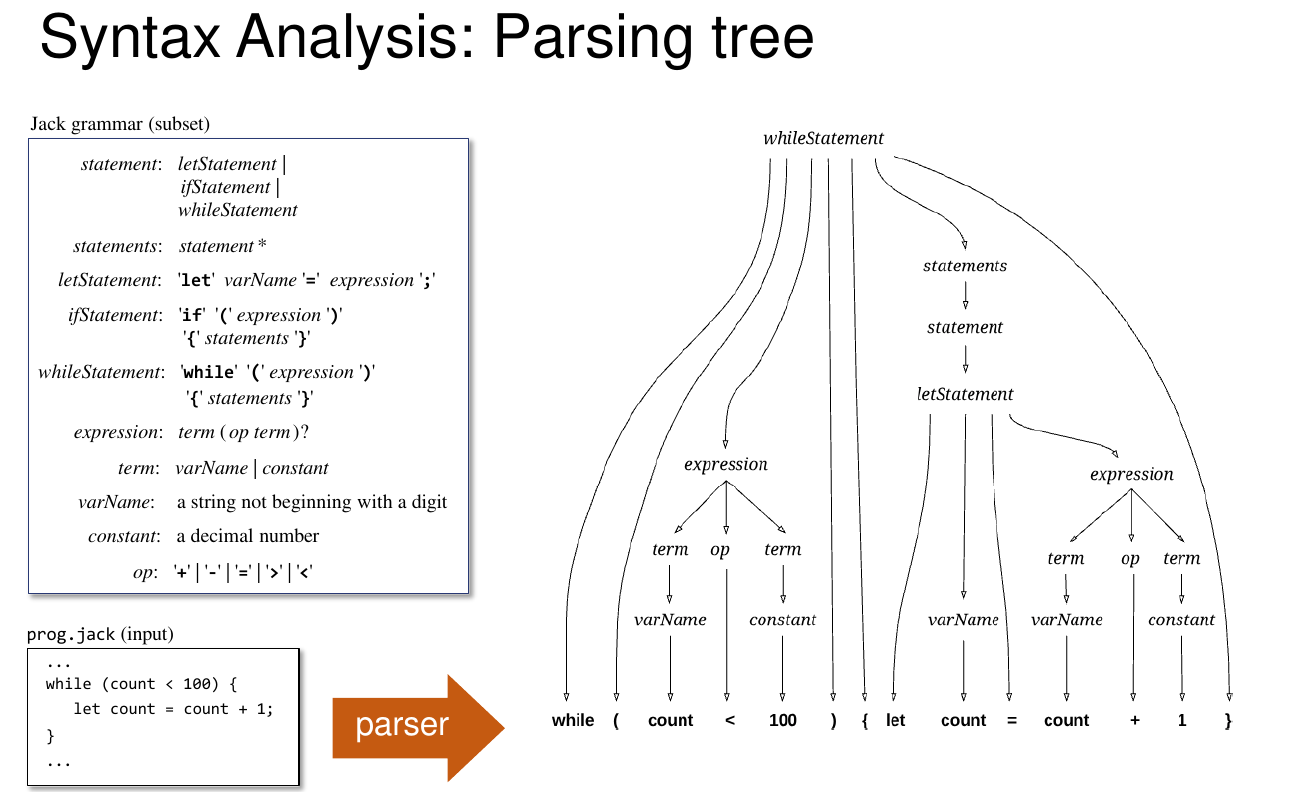 Syntax Analysis: Parsing tree
Jack grammar (subset)
statement: letStatement |
ifStatement |
whileStatement
statements: statement *
letStatement: 'let' varName '=' expression ';'
ifStatement: 'if' '(' expression ')'
'{' statements '}'
whileStatement: 'while' '(' expression ')'
'{' statements '}'
expression: term ( op term )?
term: varName | constant
varName: a string not beginning with a digit
constant: a decimal number
op: '+' | '-' | '=' | '>' | '<'
prog.jack (input)
...
while (count < 100) {
let count = count + 1;
}
...
parser
whileStatement
statements
statement
letStatement
expression
expression
term op term
term op term
varName constant varName varName constant
while ( count < 100 ) { let count = count + 1 }